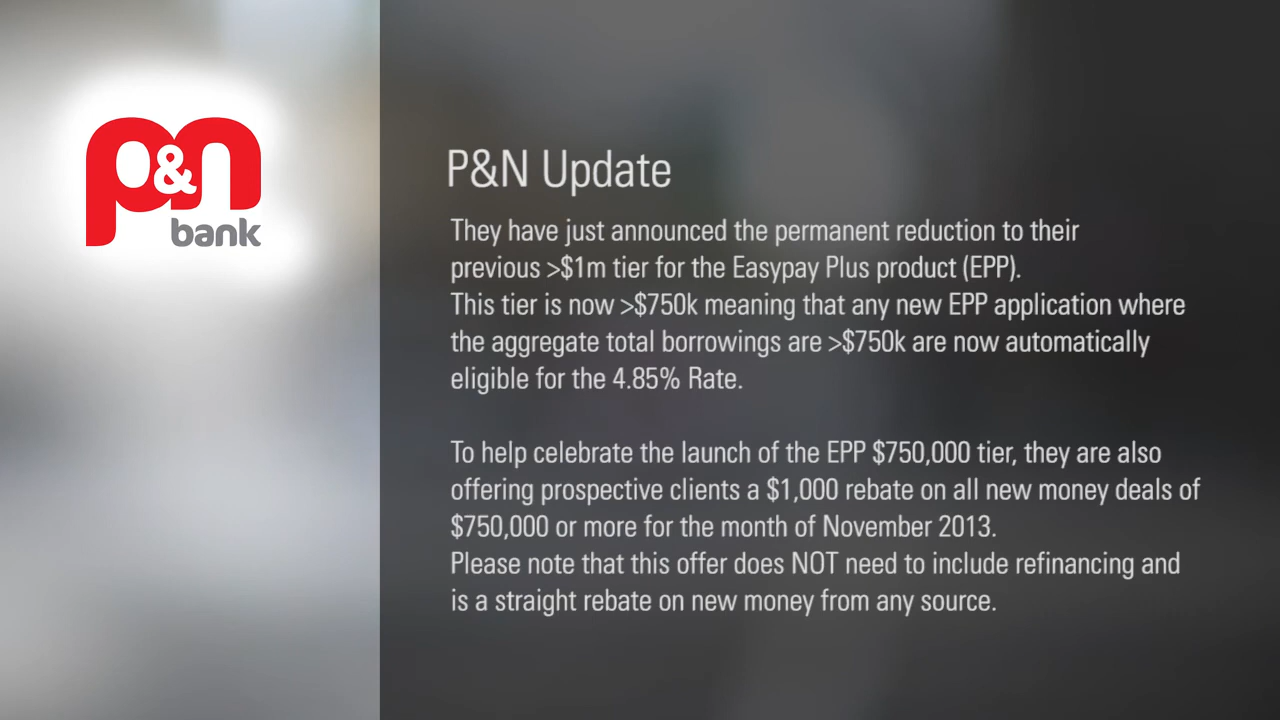 p&n
bank
P&N Update
They have just announced the permanent reduction to their
previous >$1m tier for the Easypay Plus product (EPP).
This tier is now >$750k meaning that any new EPP application where
the aggregate total borrowings are >$750k are now automatically
eligible for the 4.85% Rate.
To help celebrate the launch of the EPP $750,000 tier, they are also
offering prospective clients a $1,000 rebate on all new money deals of
$750,000 or more for the month of November 2013.
Please note that this offer does NOT need to include refinancing and
is a straight rebate on new money from any source.